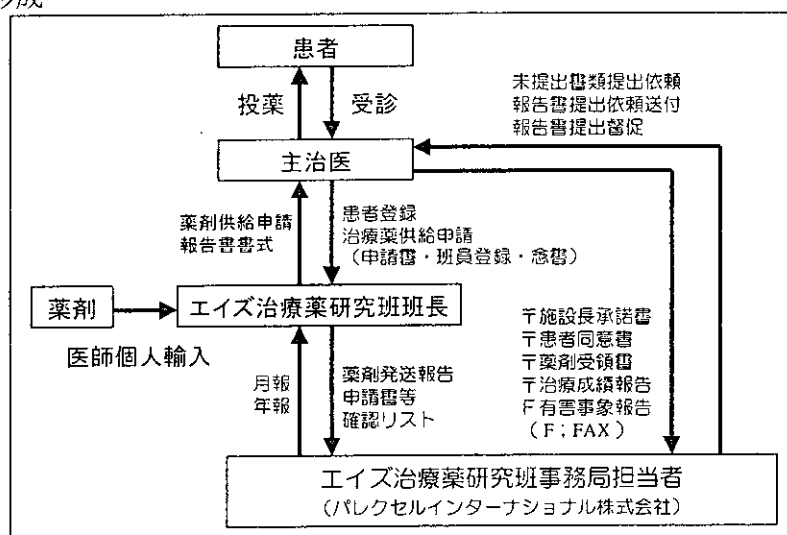 成
患者
投薬
受診
未提出書類提出依頼
報告書提出依頼送付
報告書提出督促
主治医
薬剤供給申請
報告書書式
患者登録
治療薬供給申請
(申請書・班員登録・念書)
薬剤
エイズ治療薬研究班班長
医師個人輸入
〒施設長承諾書
〒患者同意書
〒薬剤受領書
〒治療成績報告
F有害事象報告
(F;FAX)
月報
年報
薬剤発送報告
申請書等
確認リスト
エイズ治療薬研究班事務局担当者
(パレクセルインターナショナル株式会社)